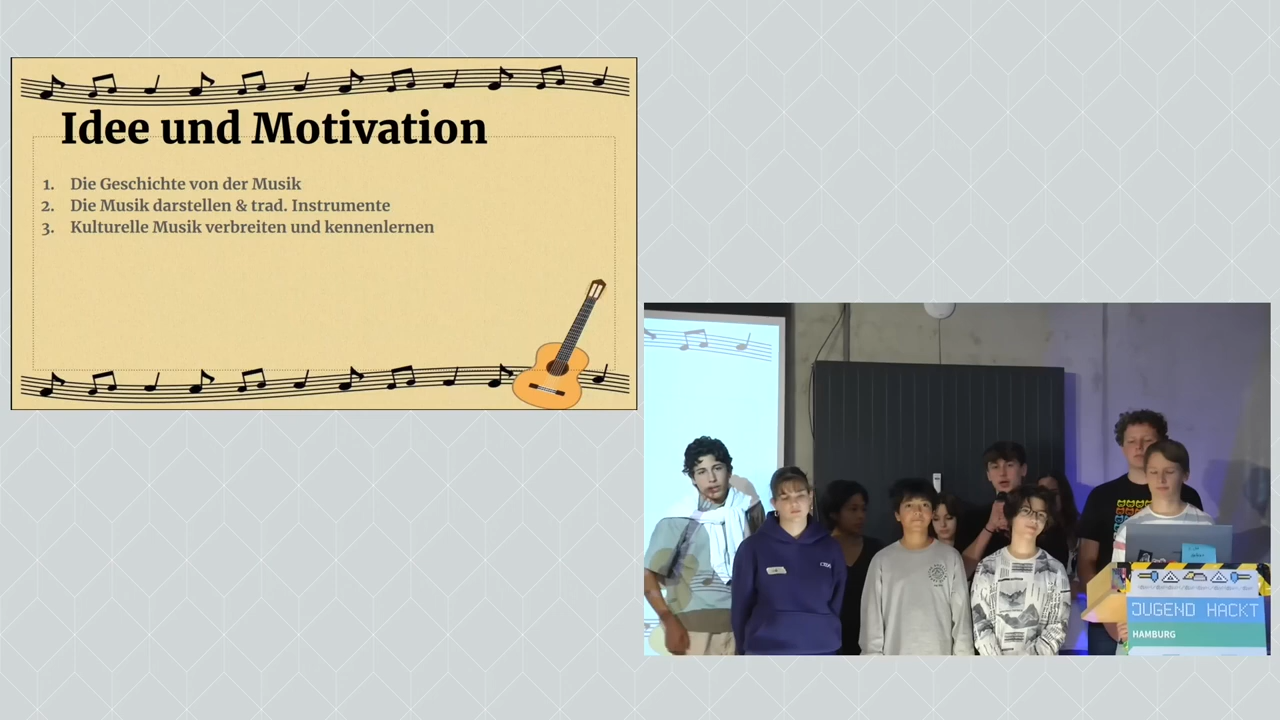 Idee und Motivation
1. Die Geschichte von der Musik
2. Die Musik darstellen & trad. Instrumente
3. Kulturelle Musik verbreiten und kennenlernen
JUGEND HACKT
HAMBURG